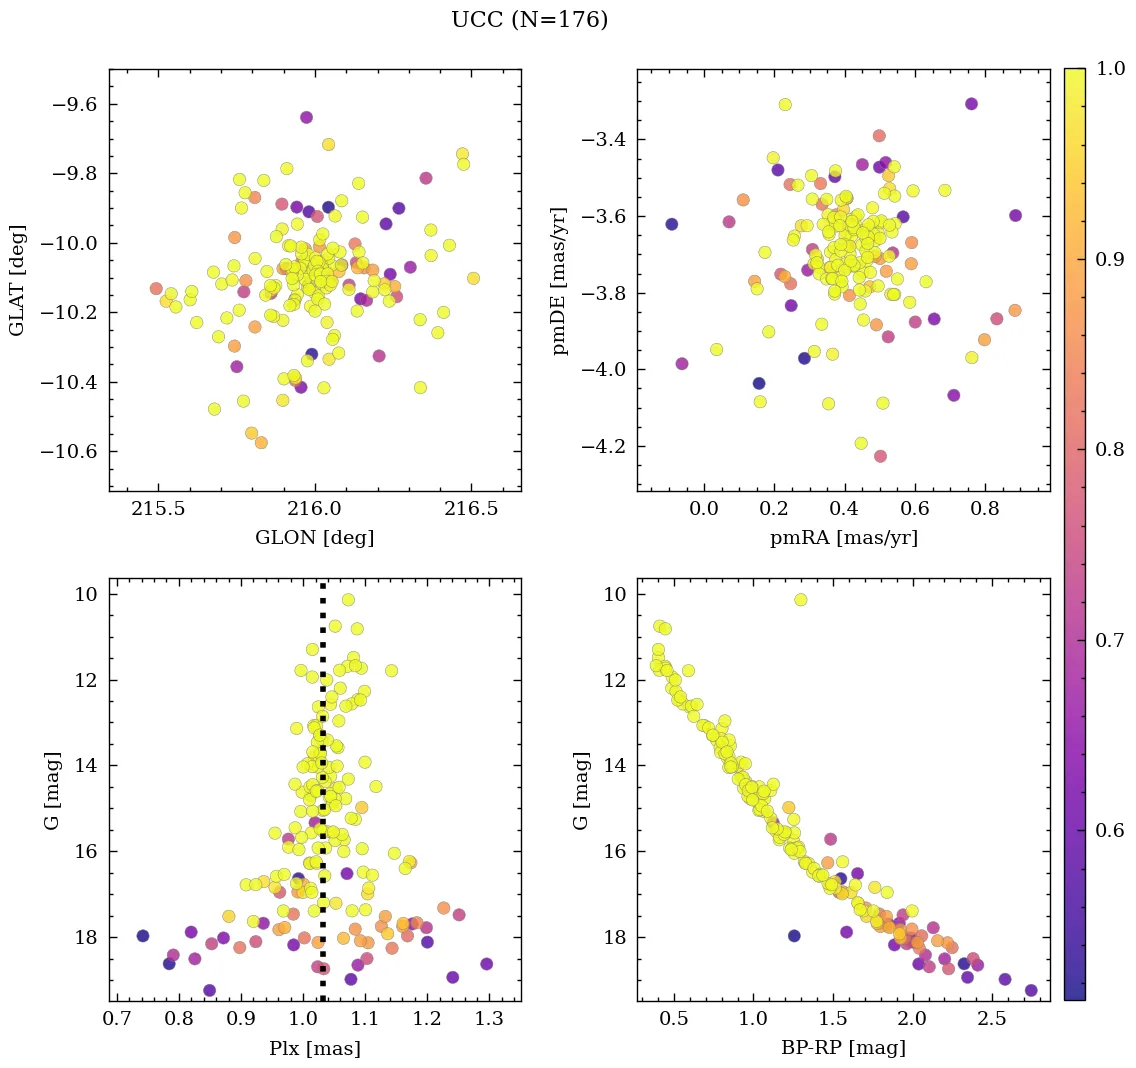 UCC (N=176)
−9.6
−9.8
−10.0
−10.2
−10.4
−10.6
GLAT [deg]
215.5 216.0 216.5
GLON [deg]
−3.4
−3.6
−3.8
−4.0
−4.2
pmDE [mas/yr]
0.0 0.2 0.4 0.6 0.8
pmRA [mas/yr]
1.0
0.9
0.8
0.7
0.6
10
12
14
16
18
G [mag]
0.7 0.8 0.9 1.0 1.1 1.2 1.3
Plx [mas]
10
12
14
16
18
G [mag]
0.5 1.0 1.5 2.0 2.5
BP-RP [mag]